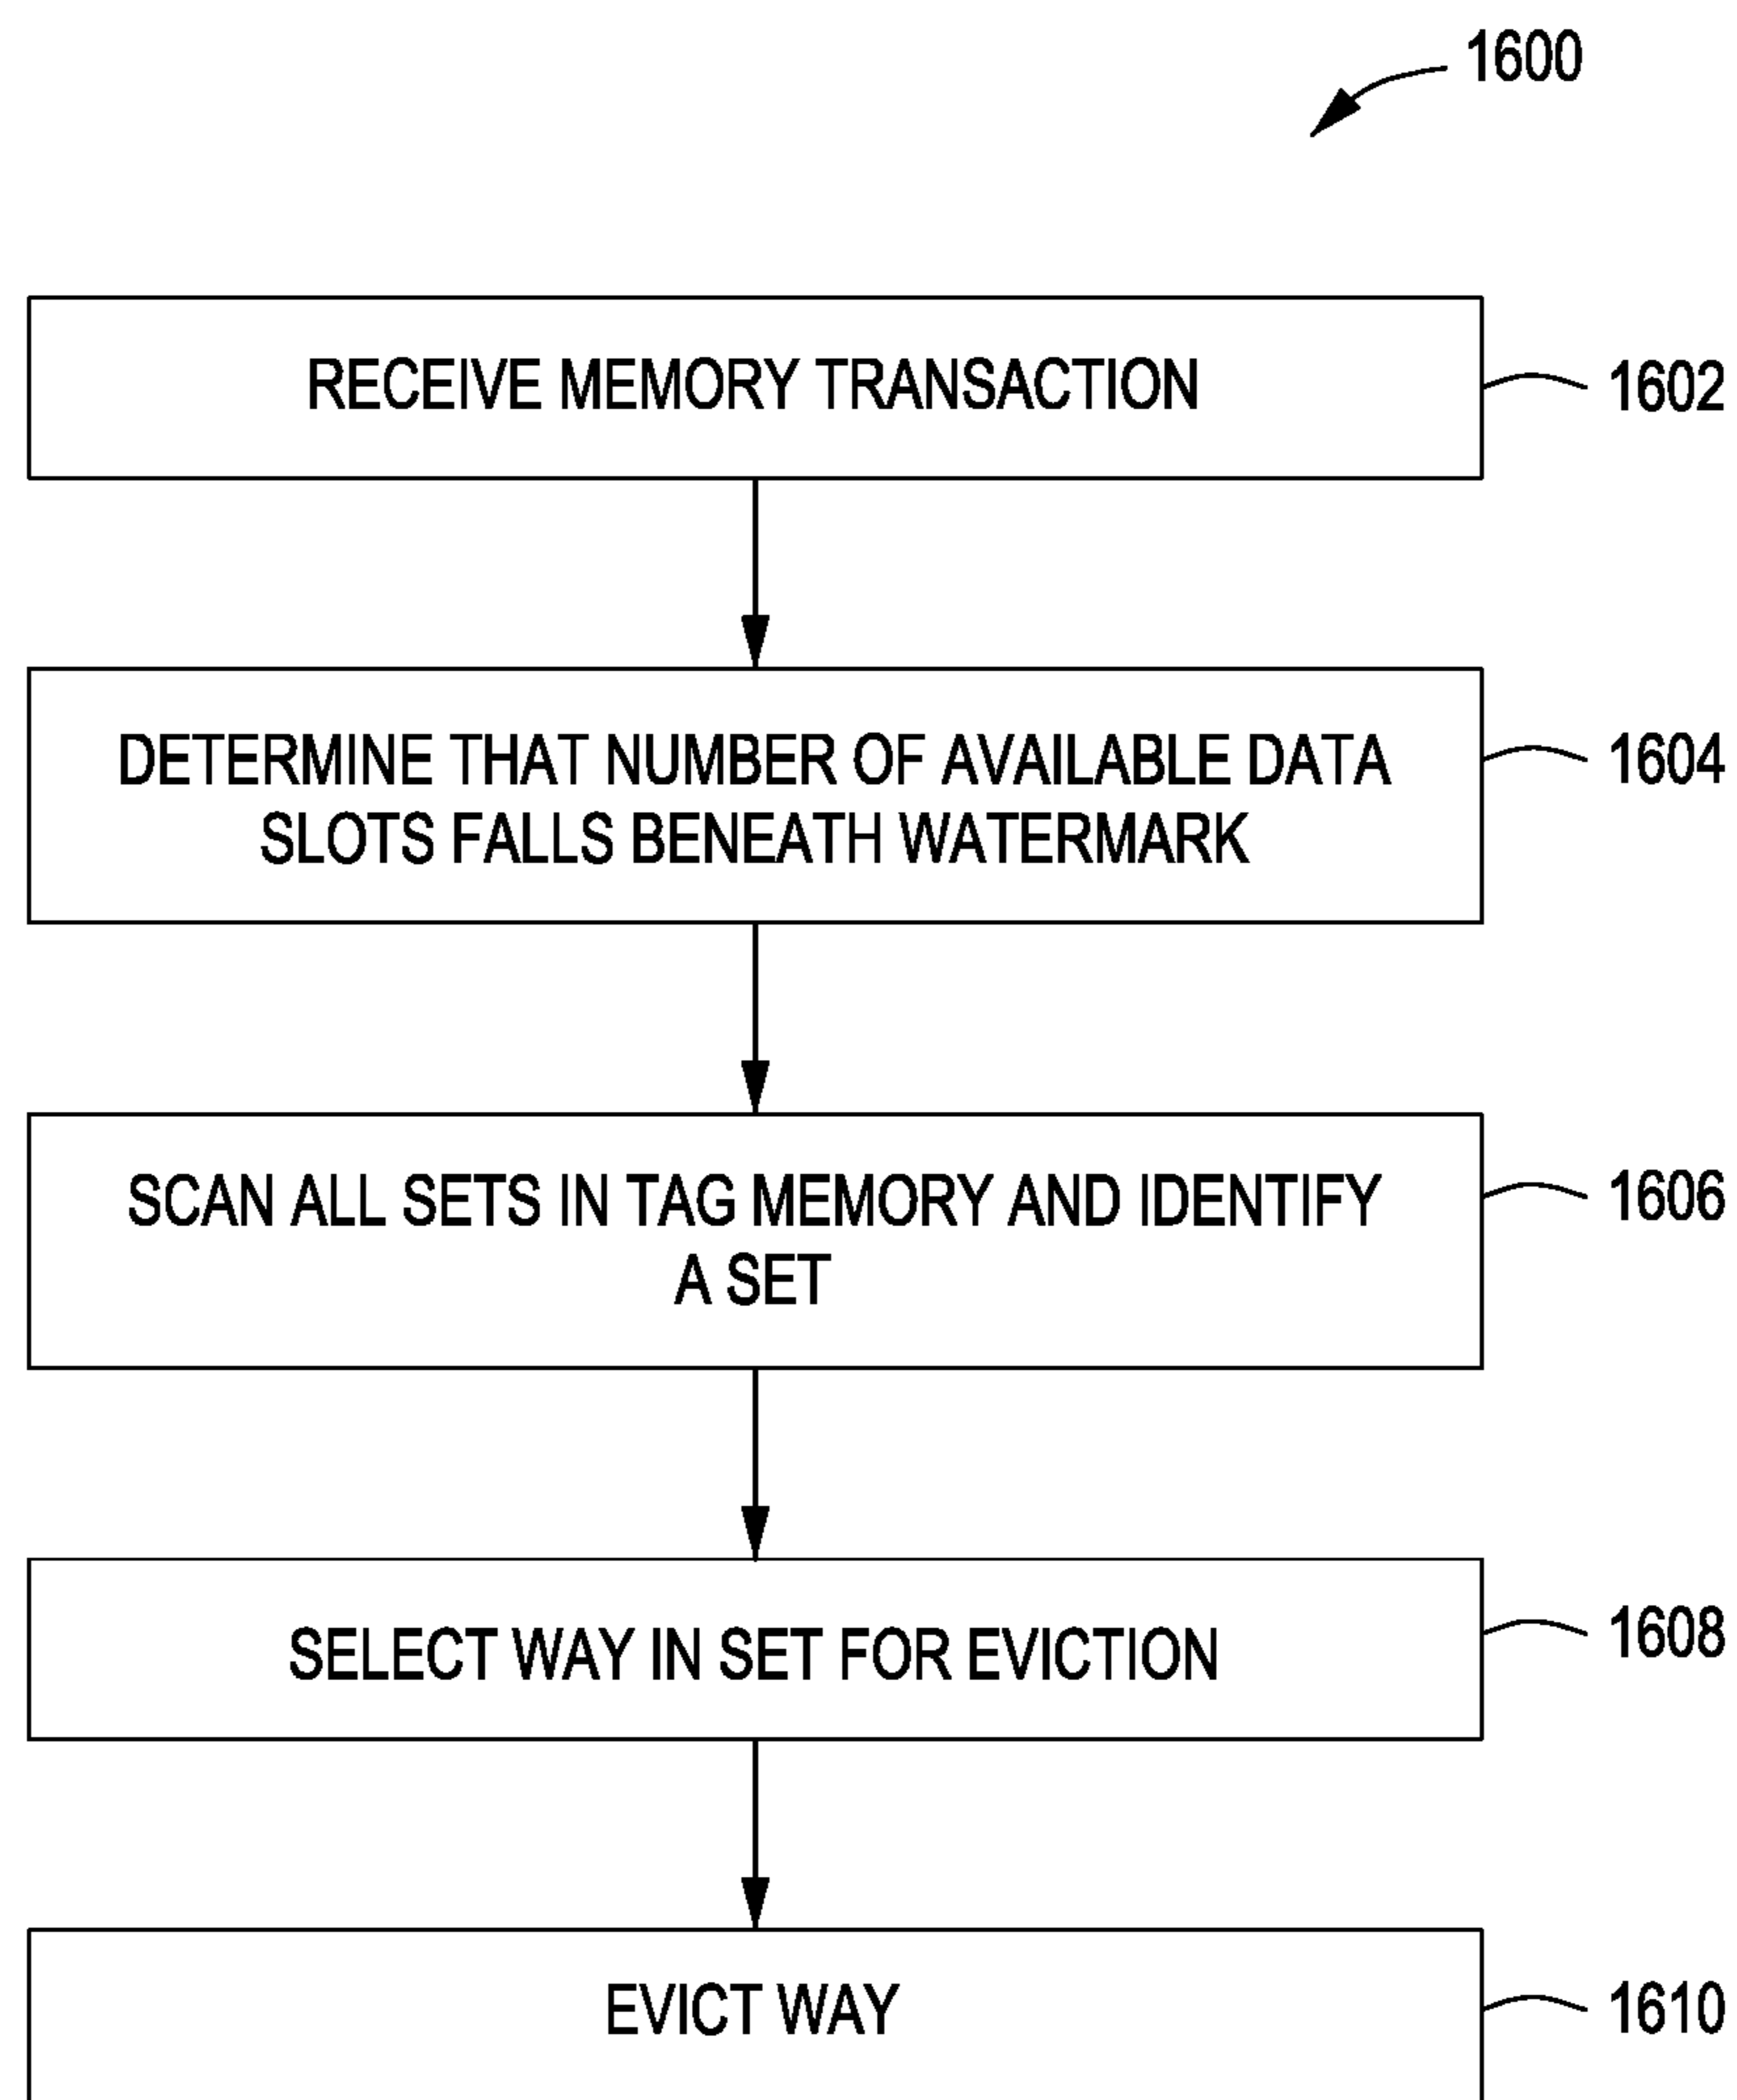 1600
RECEIVE MEMORY TRANSACTION
1602
DETERMINE THAT NUMBER OF AVAILABLE DATA
SLOTS FALLS BENEATH WATERMARK
1604
SCAN ALL SETS IN TAG MEMORY AND IDENTIFY
A SET
1606
SELECT WAY IN SET FOR EVICTION
1608
EVICT WAY
1610